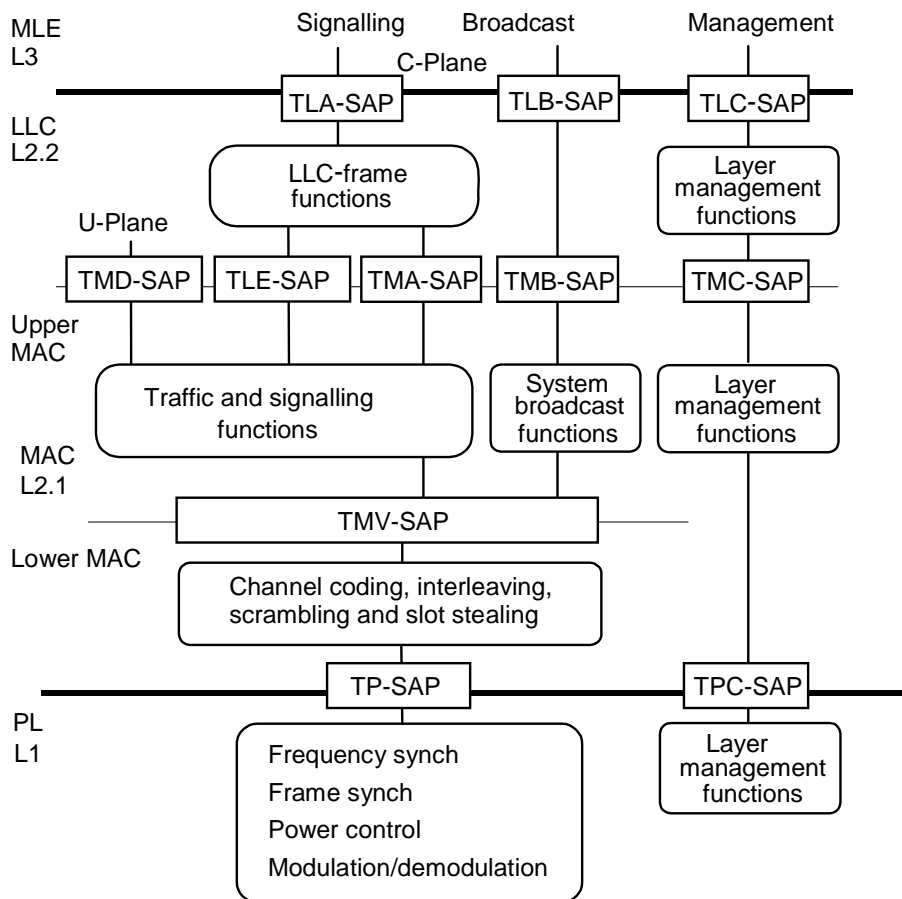 MLE
L3
Signalling
Broadcast
Management
C-Plane
TLA-SAP
TLB-SAP
TLC-SAP
LLC
L2.2
LLC-frame
functions
Layer
management
functions
U-Plane
TMD-SAP
TLE-SAP
TMA-SAP
TMB-SAP
TMC-SAP
Upper
MAC
Traffic and signalling
functions
System
broadcast
functions
Layer
management
functions
MAC
L2.1
TMV-SAP
Lower MAC
Channel coding, interleaving,
scrambling and slot stealing
TP-SAP
TPC-SAP
PL
L1
Frequency synch
Frame synch
Power control
Modulation/demodulation
Layer
management
functions